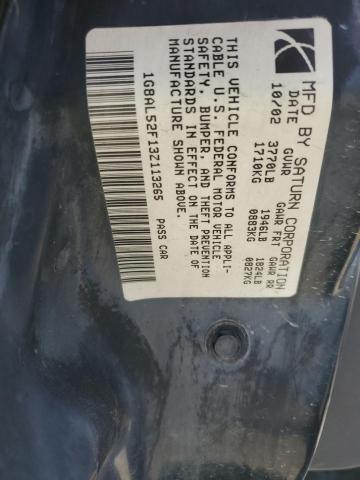 MFD BY SATURN CORPORATION
DATE GVWR GAWR FRT GAWR RR
10/02 3770LB 1946LB 1824LB
1710KG 0883KG 0827KG
THIS VEHICLE CONFORMS TO ALL APPLI-
CABLE U.S. FEDERAL MOTOR VEHICLE
SAFETY, BUMPER, AND THEFT PREVENTION
STANDARDS IN EFFECT ON THE DATE OF
MANUFACTURE SHOWN ABOVE.
1G8AL52F13Z113265 PASS CAR